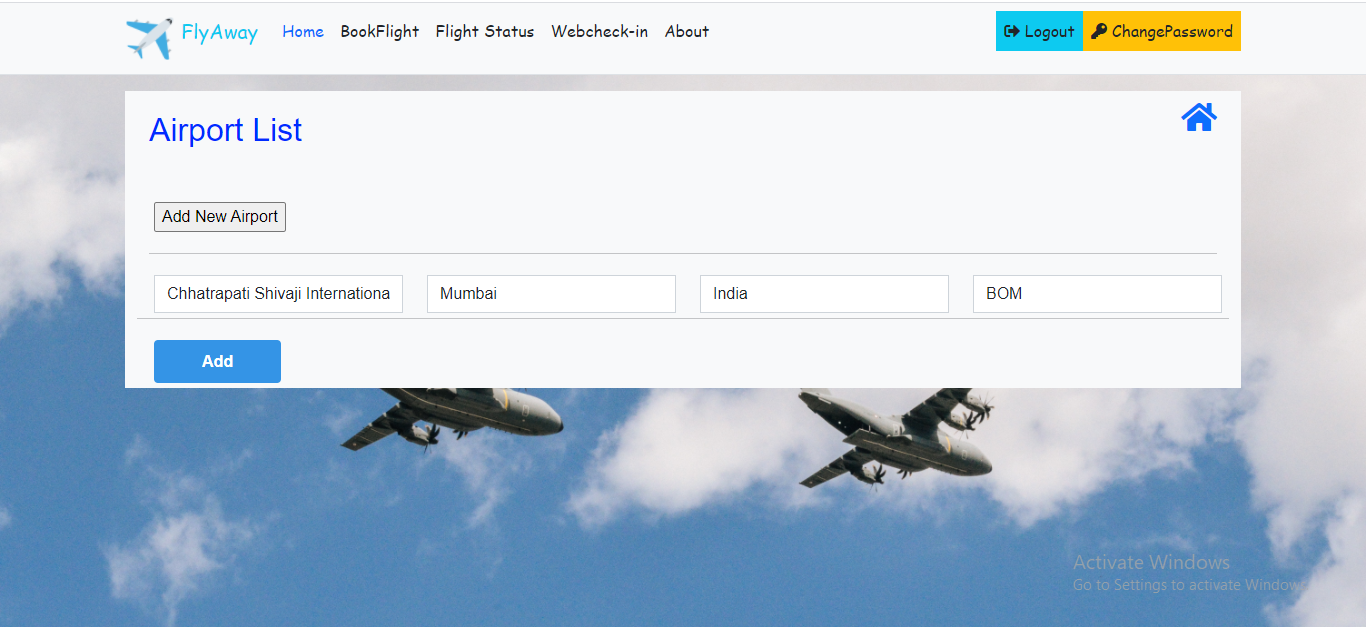 FlyAway Home BookFlight Flight Status Webcheck-in About Logout ChangePassword
Airport List
Add New Airport
Chhatrapati Shivaji Internationa Mumbai India BOM
Add
Activate Windows
Go to Settings to activate Windows